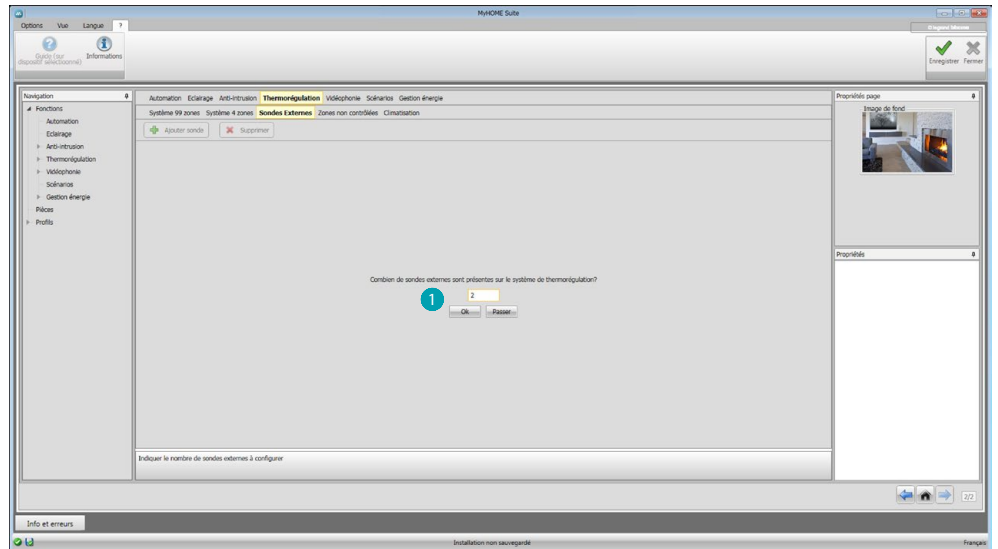 MyHOME Suite
Options Vue Langue ?
Guide (sur dispositif sélectionné)
Informations
Enregistrer Fermer
Navigation
Fonctions
Automation
Eclairage
Anti-intrusion
Thermorégulation
Vidéophonie
Scénarios
Gestion énergie
Pièces
Profils
Automation Eclairage Anti-intrusion Thermorégulation Vidéophonie Scénarios Gestion énergie
Système 99 zones Système 4 zones Sondes Externes Zones non contrôlées Climatisation
Ajouter sonde Supprimer
Combien de sondes externes sont présentes sur le système de thermorégulation?
1
2
Ok Passer
Indiquer le nombre de sondes externes à configurer
Propriétés page
Image de fond
Propriétés
2/2
Info et erreurs
Installation non sauvegardé
Français